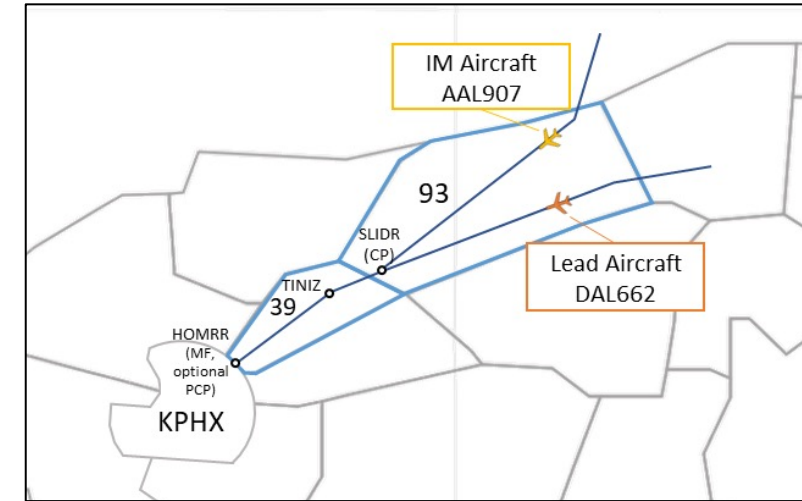 IM Aircraft
AAL907
93
SLIDR
(CP)
Lead Aircraft
DAL662
TINIZ
39
HOMRR
(MF,
optional
PCP)
KPHX